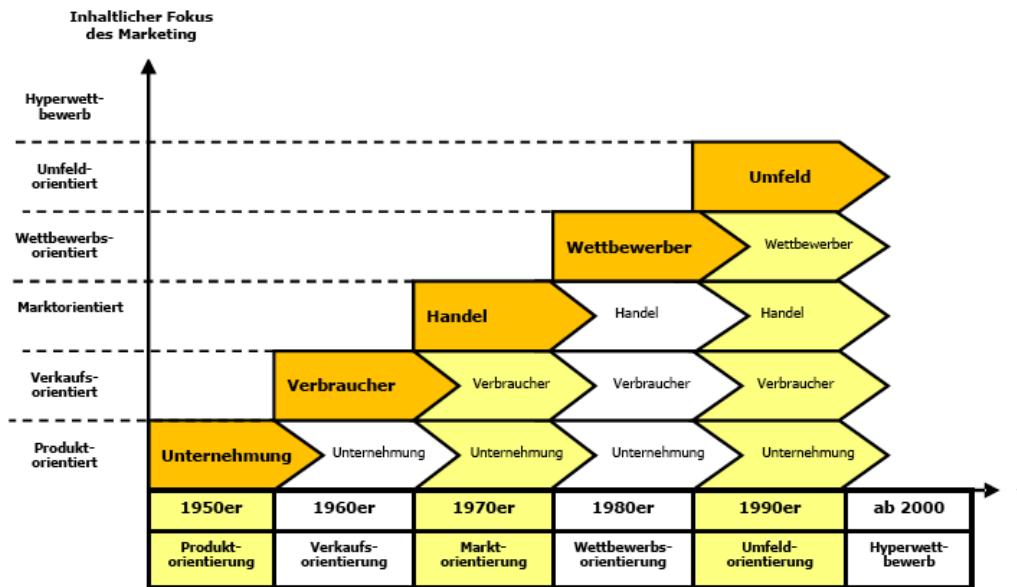 Inhaltlicher Fokus
des Marketing
Hyperwett-
bewerb
Umfeld-
orientiert
Umfeld
Wettbewerbs-
orientiert
Wettbewerber
Wettbewerber
Marktorientiert
Handel
Handel
Handel
Verkaufs-
orientiert
Verbraucher
Verbraucher
Verbraucher
Verbraucher
Produkt-
orientiert
Unternehmung
Unternehmung
Unternehmung
Unternehmung
Unternehmung
1950er
1960er
1970er
1980er
1990er
ab 2000
Produkt-
orientierung
Verkaufs-
orientierung
Markt-
orientierung
Wettbewerbs-
orientierung
Umfeld-
orientierung
Hyperwett-
bewerb